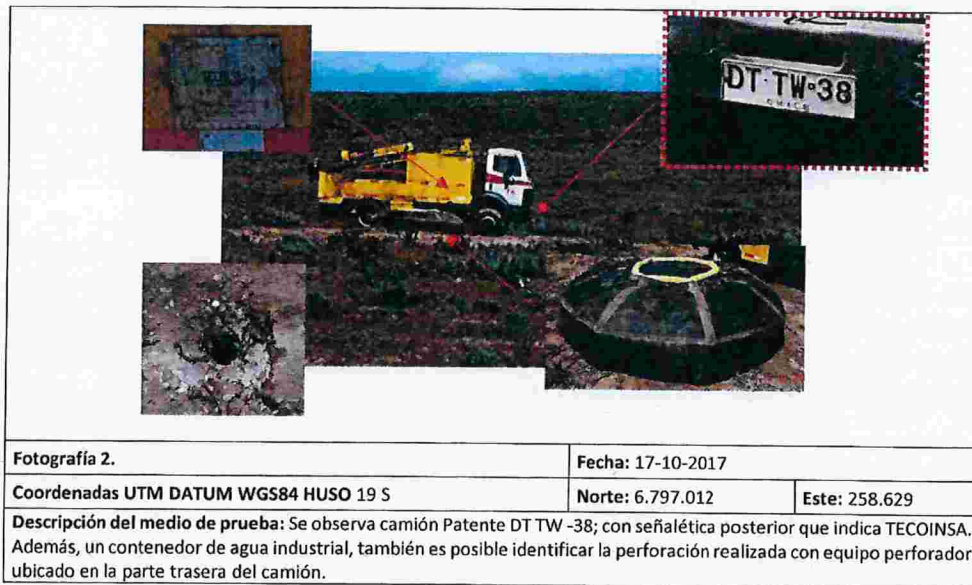 DT·TW-38
CHILE
Fotografía 2.
Fecha: 17-10-2017
Coordenadas UTM DATUM WGS84 HUSO 19 S
Norte: 6.797.012
Este: 258.629
Descripción del medio de prueba: Se observa camión Patente DT TW -38; con señalética posterior que indica TECOINSA.
Además, un contenedor de agua industrial, también es posible identificar la perforación realizada con equipo perforador
ubicado en la parte trasera del camión.